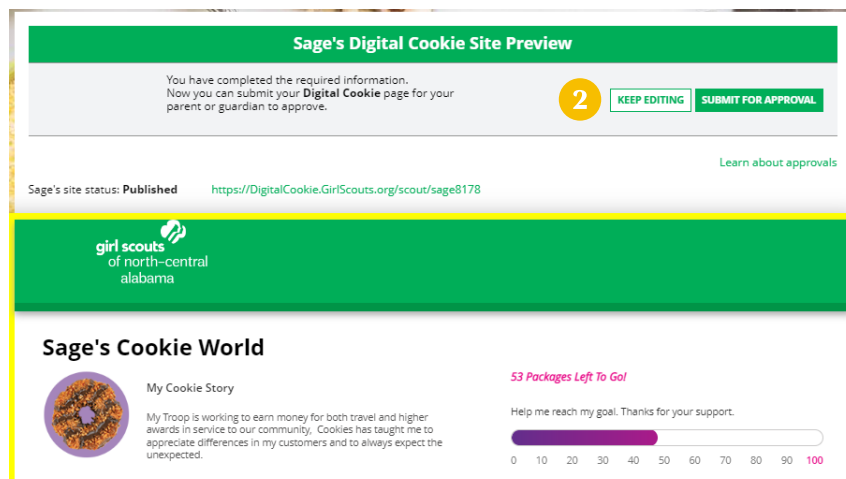 Sage's Digital Cookie Site Preview
You have completed the required information.
Now you can submit your Digital Cookie page for your
parent or guardian to approve.
2
KEEP EDITING
SUBMIT FOR APPROVAL
Learn about approvals
Sage's site status: Published https://DigitalCookie.GirlScouts.org/scout/sage8178
girl scouts
of north-central
alabama
Sage's Cookie World
My Cookie Story
My Troop is working to earn money for both travel and higher
awards in service to our community, Cookies has taught me to
appreciate differences in my customers and to always expect the
unexpected.
53 Packages Left To Go!
Help me reach my goal. Thanks for your support.
0 10 20 30 40 50 60 70 80 90 100